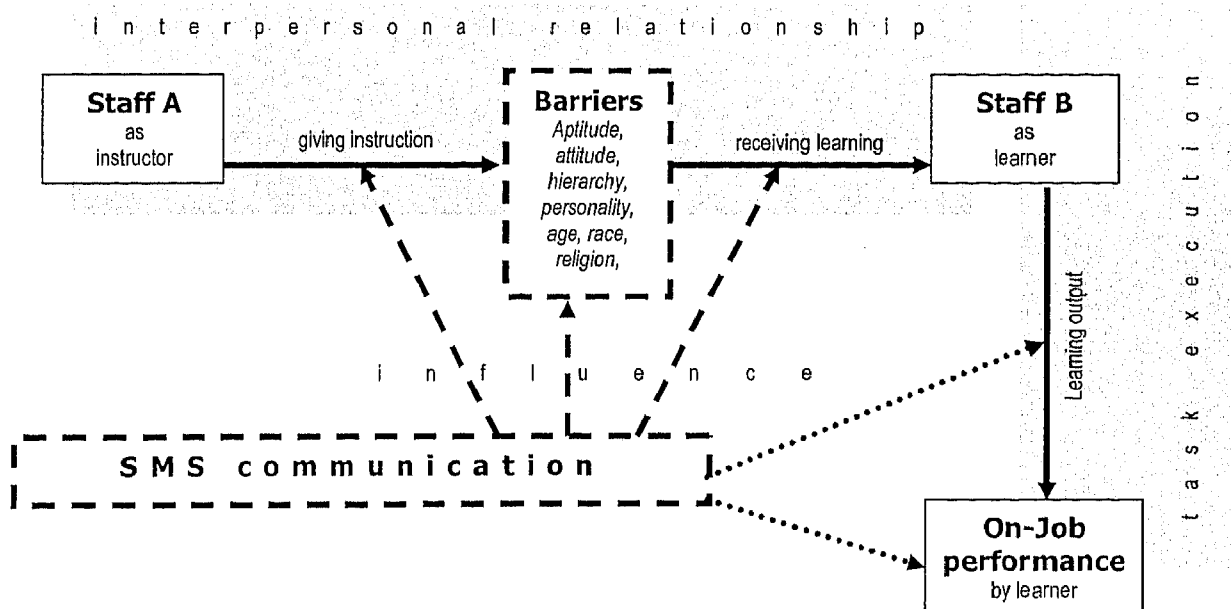 interpersonal relationship
Staff A
as
instructor
giving instruction
Barriers
Aptitude,
attitude,
hierarchy,
personality,
age, race,
religion,
receiving learning
Staff B
as
learner
task execution
Learning output
influence
SMS communication
On-Job
performance
by learner